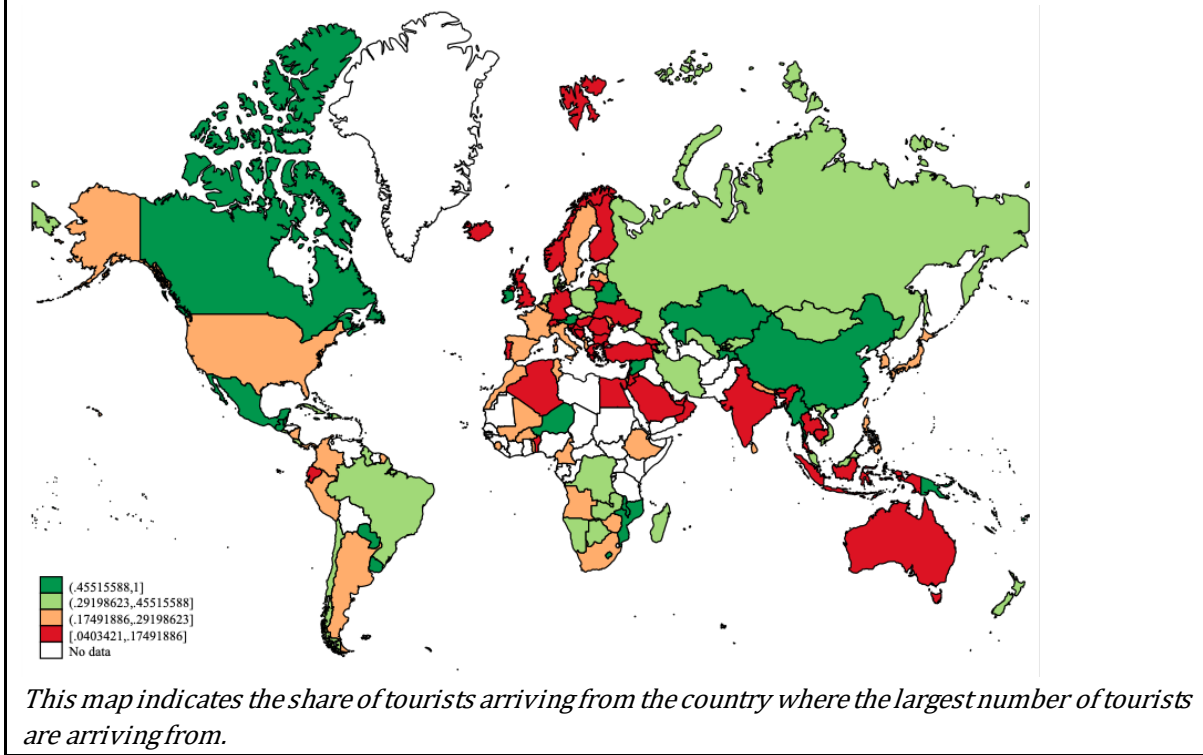 (.45515588,1]
(.29198623,.45515588]
(.17491886,.29198623]
[.0403421,.17491886]
No data
This map indicates the share of tourists arriving from the country where the largest number of tourists
are arriving from.